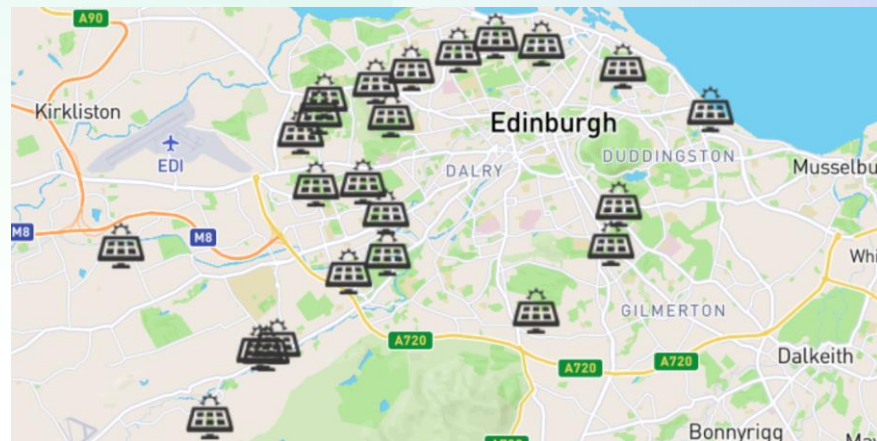 A90
Kirkliston
Edinburgh
EDI
DALRY
DUDDINGSTON
Musselbu
M8
M8
Whi
GILMERTON
A720
A720
A720
Dalkeith
Bonnyrigg